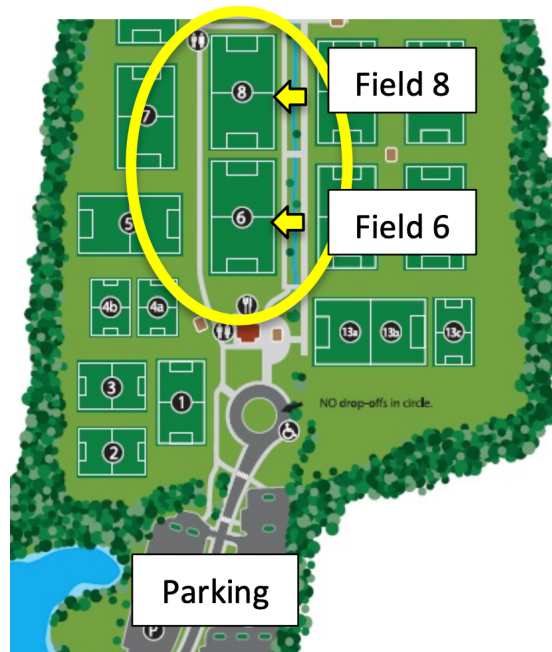 8
Field 8
7
6
Field 6
5
4b
4a
13a
13b
13c
3
1
NO drop-offs in circle.
2
Parking
P